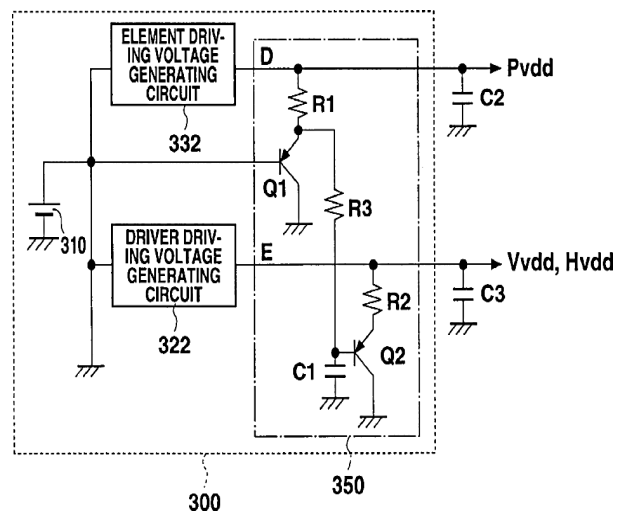 ELEMENT DRIV-
ING VOLTAGE
GENERATING
CIRCUIT
332
D
Pvdd
R1
C2
Q1
R3
310
DRIVER DRIV-
ING VOLTAGE
GENERATING
CIRCUIT
322
E
Vvdd, Hvdd
R2
C3
C1
Q2
350
300